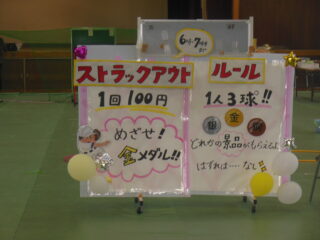 ストラックアウト
1回100円
めざせ!
金メダル!!
ルール
1人3球!!
銀 金 銅
どれかの景品がもらえるよ
はずれは……なし